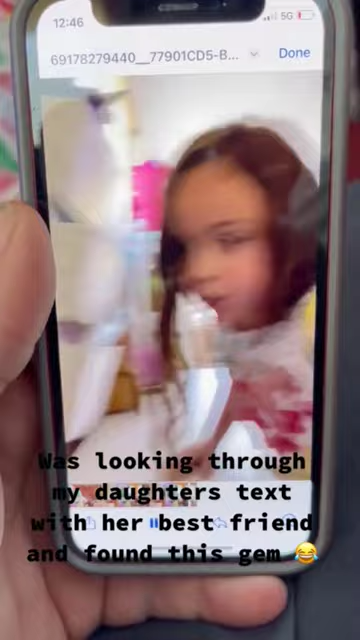 12:46
5G
69178279440__77901CD5-B...
Done
Was looking through
my daughters text
with her best friend
and found this gem 😂